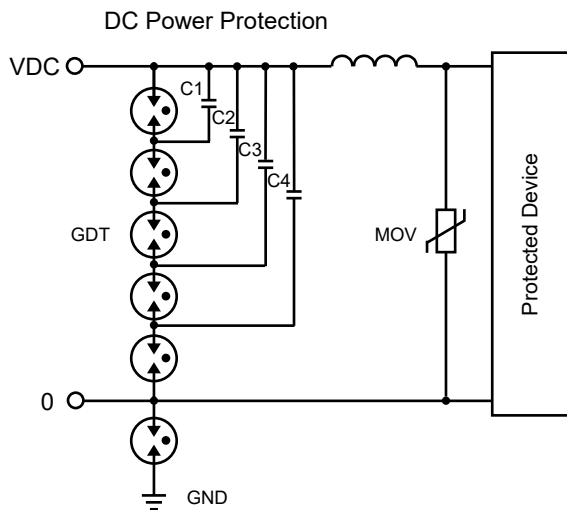 DC Power Protection
VDC
C1
C2
C3
C4
GDT
MOV
Protected Device
0
GND